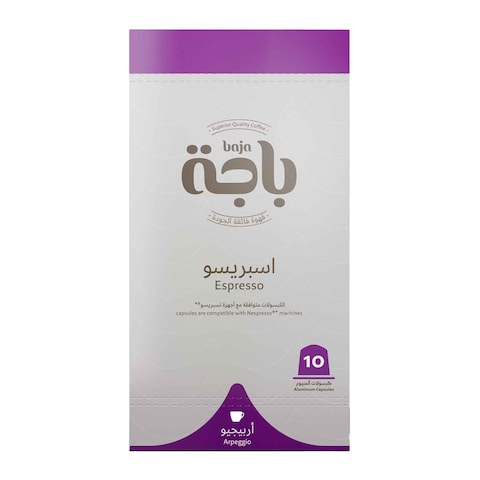 Superior Quality Coffee
baja
باجة
قهوة فائقة الجودة
اسبريسو
Espresso
الكبسولات متوافقة مع أجهزة نسبريسو®*
capsules are compatible with Nespresso®* machines
10
كبسولات ألمنيوم
Aluminum Capsules
أربيجيو
Arpeggio